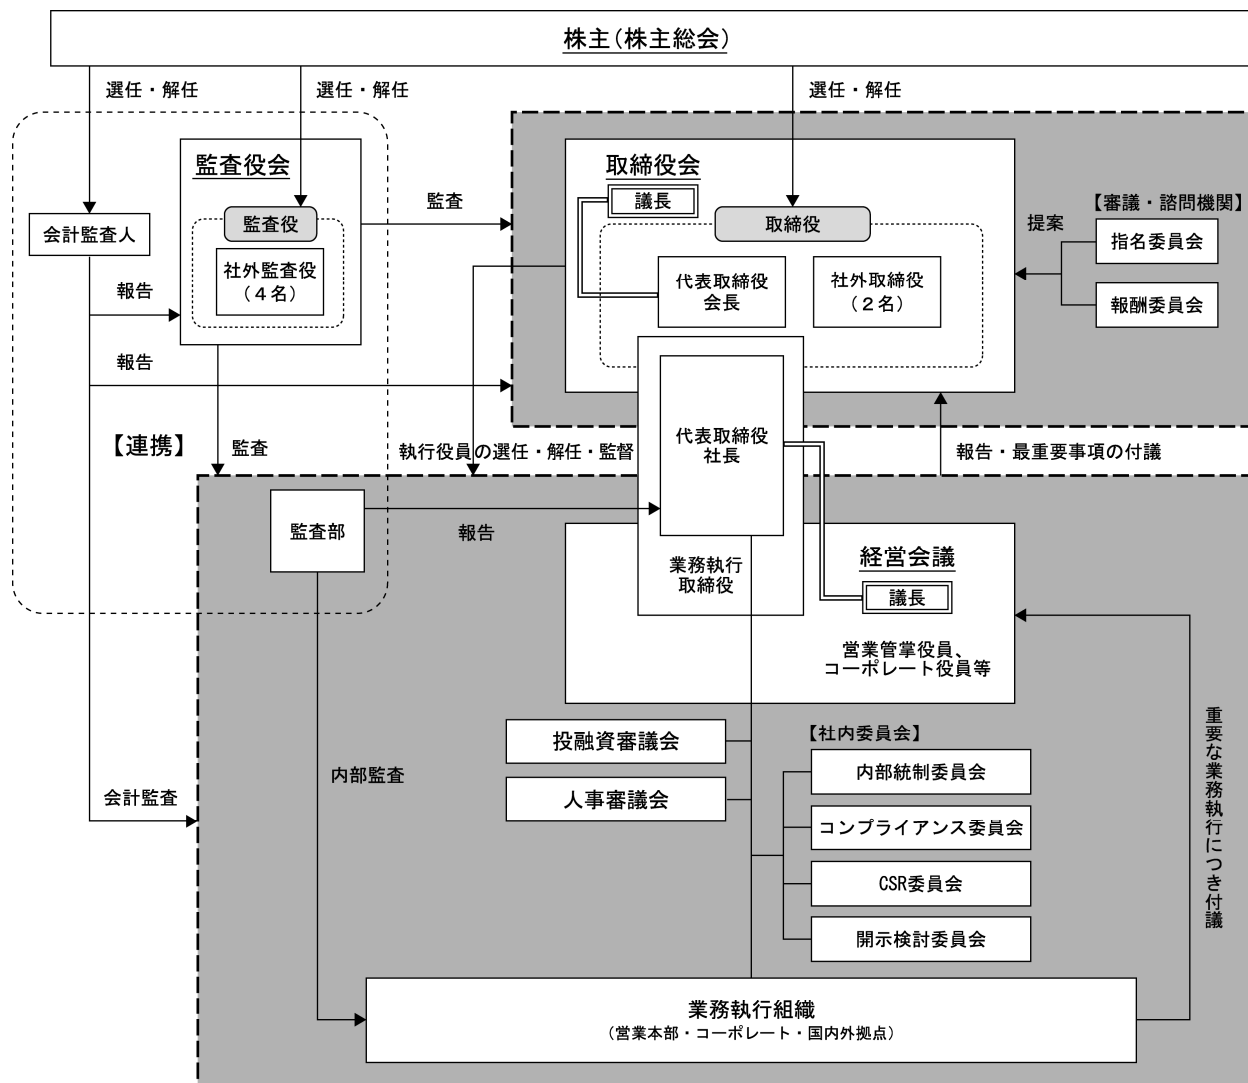 株主(株主総会)
選任・解任
選任・解任
選任・解任
監査役会
監査役
社外監査役
(4名)
会計監査人
報告
報告
監査
取締役会
議長
取締役
代表取締役
会長
社外取締役
(2名)
提案
【審議・諮問機関】
指名委員会
報酬委員会
【連携】
監査
執行役員の選任・解任・監督
代表取締役
社長
報告・最重要事項の付議
監査部
報告
業務執行
取締役
経営会議
議長
営業管掌役員、
コーポレート役員等
投融資審議会
人事審議会
【社内委員会】
内部統制委員会
コンプライアンス委員会
CSR委員会
開示検討委員会
内部監査
会計監査
重要な業務執行につき付議
業務執行組織
(営業本部・コーポレート・国内外拠点)